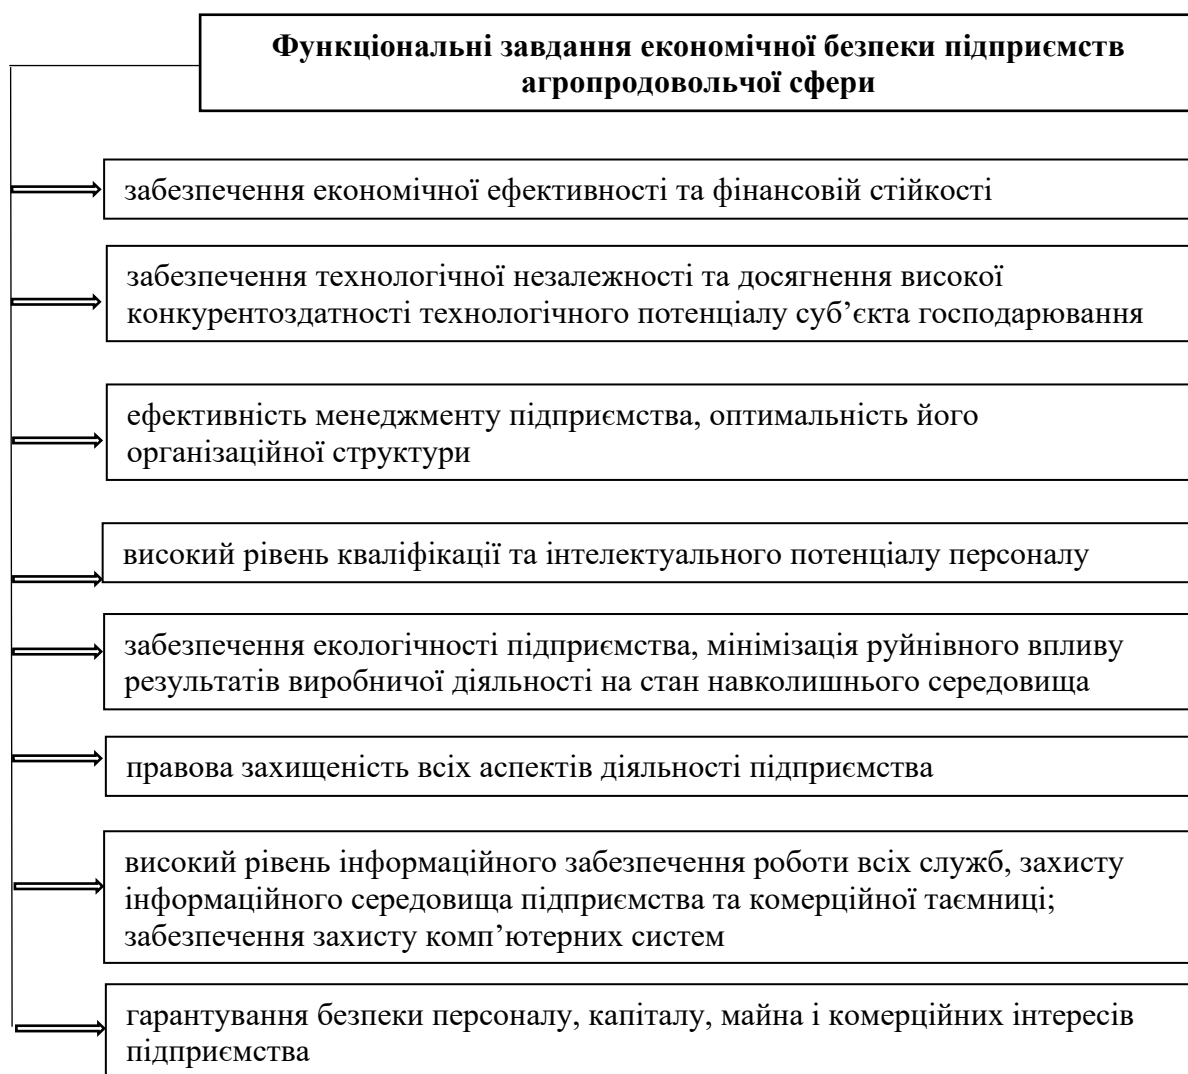 Функціональні завдання економічної безпеки підприємств
агропродовольчої сфери
забезпечення економічної ефективності та фінансовій стійкості
забезпечення технологічної незалежності та досягнення високої
конкурентоздатності технологічного потенціалу суб’єкта господарювання
ефективність менеджменту підприємства, оптимальність його
організаційної структури
високий рівень кваліфікації та інтелектуального потенціалу персоналу
забезпечення екологічності підприємства, мінімізація руйнівного впливу
результатів виробничої діяльності на стан навколишнього середовища
правова захищеність всіх аспектів діяльності підприємства
високий рівень інформаційного забезпечення роботи всіх служб, захисту
інформаційного середовища підприємства та комерційної таємниці;
забезпечення захисту комп’ютерних систем
гарантування безпеки персоналу, капіталу, майна і комерційних інтересів
підприємства